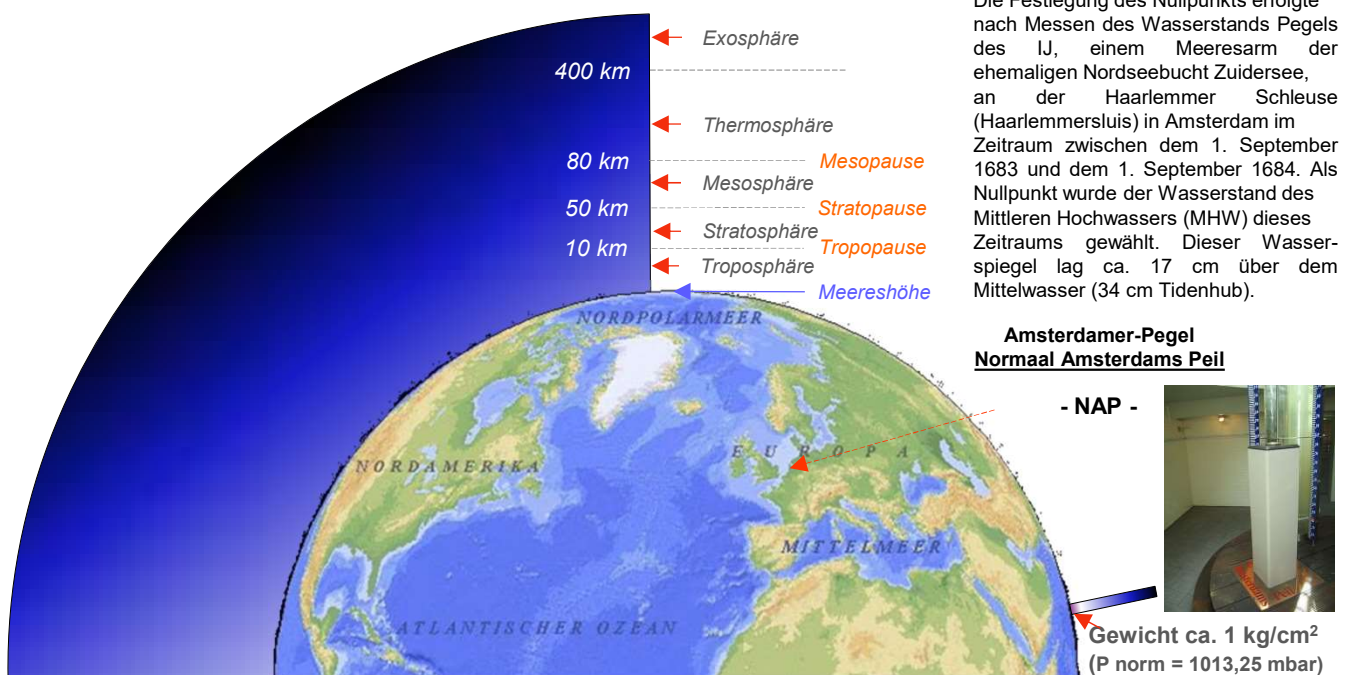 Die Festlegung des Nullpunkts erfolgte
nach Messen des Wasserstands Pegels
des IJ, einem Meeresarm der
ehemaligen Nordseebucht Zuidersee,
an der Haarlemmer Schleuse
(Haarlemmersluis) in Amsterdam im
Zeitraum zwischen dem 1. September
1683 und dem 1. September 1684. Als
Nullpunkt wurde der Wasserstand des
Mittleren Hochwassers (MHW) dieses
Zeitraums gewählt. Dieser Wasser-
spiegel lag ca. 17 cm über dem
Mittelwasser (34 cm Tidenhub).
Exosphäre
400 km
Thermosphäre
80 km
Mesopause
Mesosphäre
50 km
Stratopause
Stratosphäre
10 km
Tropopause
Troposphäre
Meereshöhe
NORDPOLARMEER
Amsterdamer-Pegel
Normaal Amsterdams Peil
- NAP -
EUROPA
NORDAMERIKA
MITTELMEER
ATLANTISCHER OZEAN
Gewicht ca. 1 kg/cm²
(P norm = 1013,25 mbar)